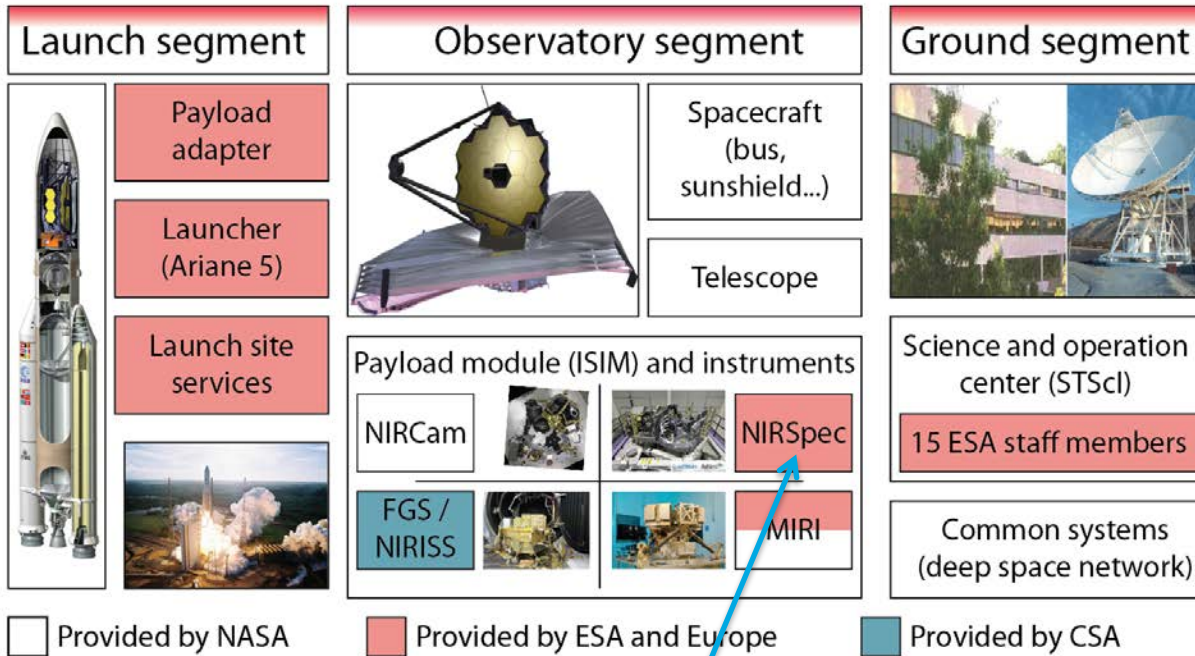 Launch segment
Observatory segment
Ground segment
Payload
adapter
Launcher
(Ariane 5)
Launch site
services
Spacecraft
(bus,
sunshield...)
Telescope
Payload module (ISIM) and instruments
NIRCam
NIRSpec
FGS /
NIRISS
MIRI
Science and operation
center (STScI)
15 ESA staff members
Common systems
(deep space network)
Provided by NASA
Provided by ESA and Europe
Provided by CSA